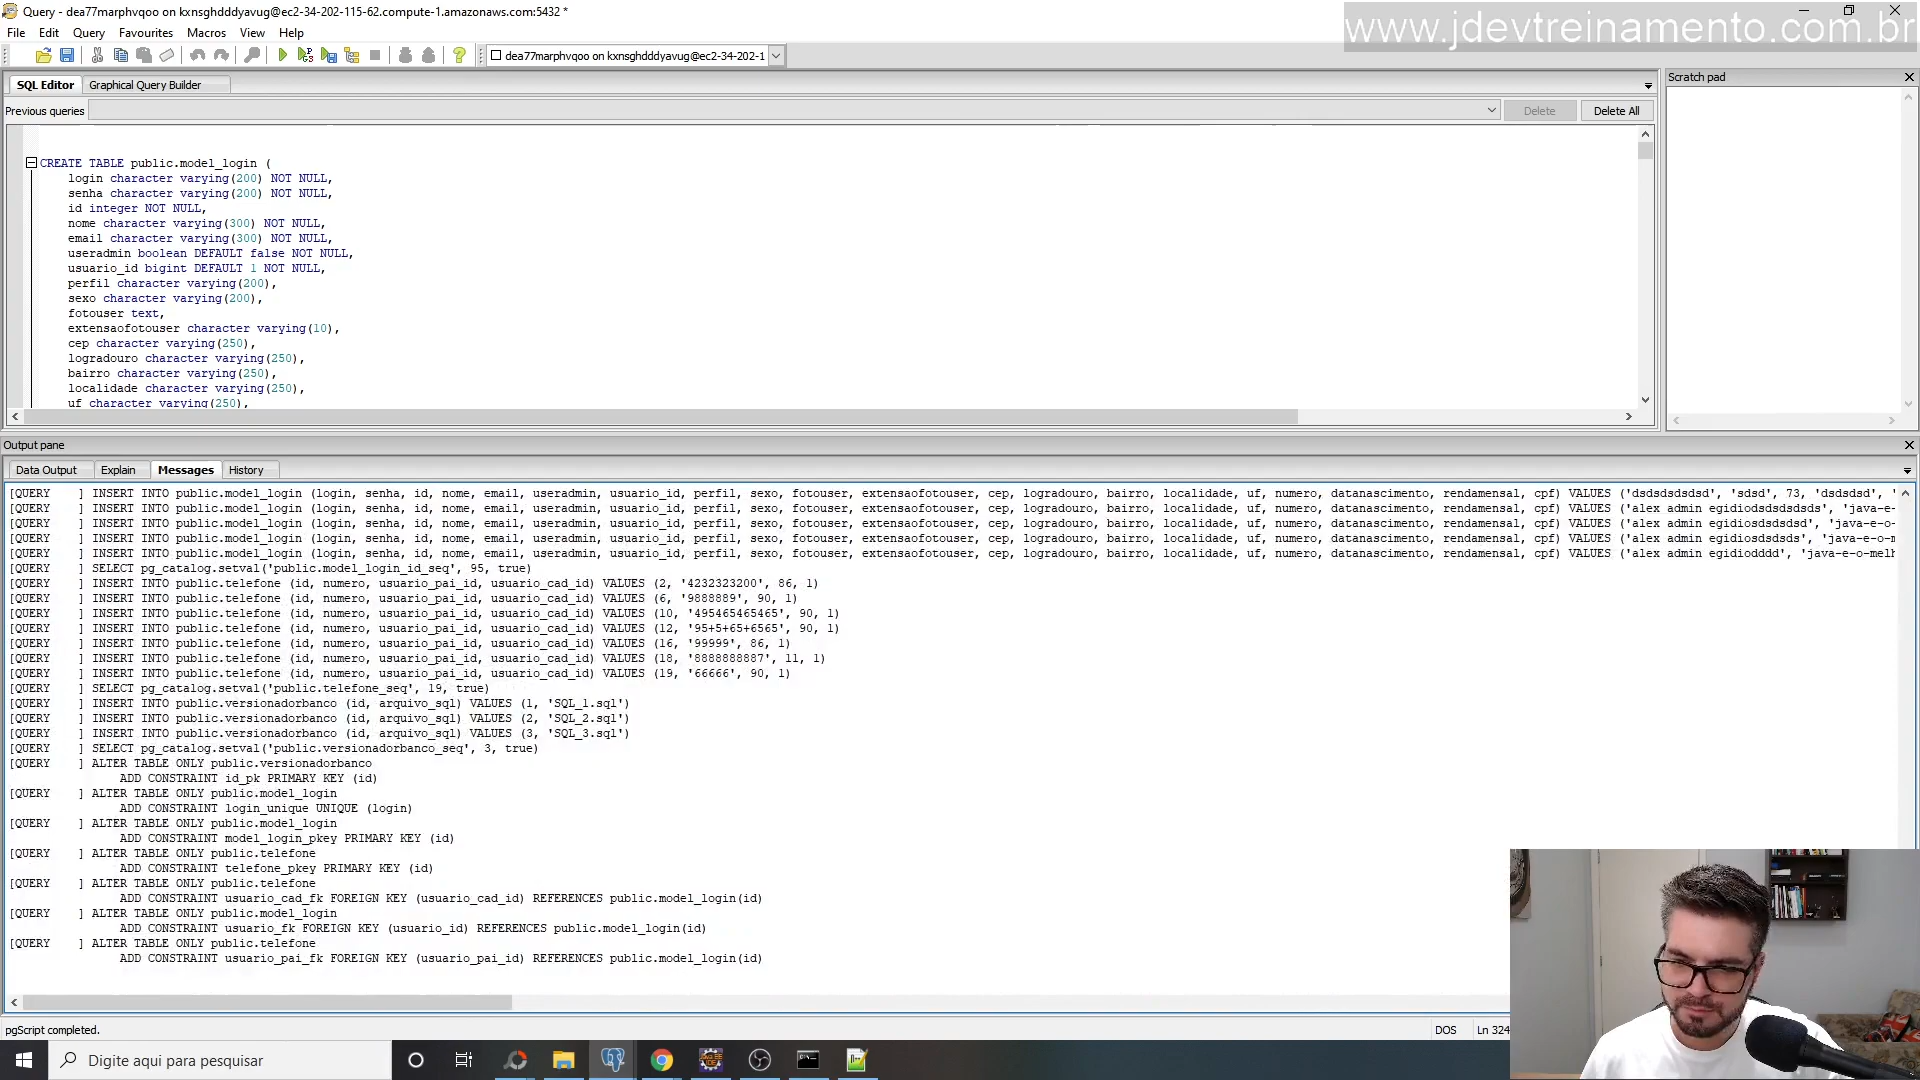 Query - dea77marphvqoo on kxnsghdddyavug@ec2-34-202-115-62.compute-1.amazonaws.com:5432 *
www.jdevtreinamento.com.br
File Edit Query Favourites Macros View Help
dea77marphvqoo on kxnsghdddyavug@ec2-34-202-1
SQL Editor Graphical Query Builder
Scratch pad
Previous queries Delete Delete All
CREATE TABLE public.model_login (
login character varying(200) NOT NULL,
senha character varying(200) NOT NULL,
id integer NOT NULL,
nome character varying(300) NOT NULL,
email character varying(300) NOT NULL,
useradmin boolean DEFAULT false NOT NULL,
usuario_id bigint DEFAULT 1 NOT NULL,
perfil character varying(200),
sexo character varying(200),
fotouser text,
extensaofotouser character varying(10),
cep character varying(250),
logradouro character varying(250),
bairro character varying(250),
localidade character varying(250),
uf character varying(250),
Output pane
Data Output Explain Messages History
[QUERY ] INSERT INTO public.model_login (login, senha, id, nome, email, useradmin, usuario_id, perfil, sexo, fotouser, extensaofotouser, cep, logradouro, bairro, localidade, uf, numero, datanascimento, rendamensal, cpf) VALUES ('dsdsdsdsdsd', 'sdsd', 73, 'dsdsdsd', '
[QUERY ] INSERT INTO public.model_login (login, senha, id, nome, email, useradmin, usuario_id, perfil, sexo, fotouser, extensaofotouser, cep, logradouro, bairro, localidade, uf, numero, datanascimento, rendamensal, cpf) VALUES ('alex admin egidiodsdsdsdsds', 'java-e-
[QUERY ] INSERT INTO public.model_login (login, senha, id, nome, email, useradmin, usuario_id, perfil, sexo, fotouser, extensaofotouser, cep, logradouro, bairro, localidade, uf, numero, datanascimento, rendamensal, cpf) VALUES ('alex admin egidiodsdsdsdsd', 'java-e-o-
[QUERY ] INSERT INTO public.model_login (login, senha, id, nome, email, useradmin, usuario_id, perfil, sexo, fotouser, extensaofotouser, cep, logradouro, bairro, localidade, uf, numero, datanascimento, rendamensal, cpf) VALUES ('alex admin egidiodsdsdsds', 'java-e-o-m
[QUERY ] INSERT INTO public.model_login (login, senha, id, nome, email, useradmin, usuario_id, perfil, sexo, fotouser, extensaofotouser, cep, logradouro, bairro, localidade, uf, numero, datanascimento, rendamensal, cpf) VALUES ('alex admin egidiodddd', 'java-e-o-melh
[QUERY ] SELECT pg_catalog.setval('public.model_login_id_seq', 95, true)
[QUERY ] INSERT INTO public.telefone (id, numero, usuario_pai_id, usuario_cad_id) VALUES (2, '4232323200', 86, 1)
[QUERY ] INSERT INTO public.telefone (id, numero, usuario_pai_id, usuario_cad_id) VALUES (6, '9888889', 90, 1)
[QUERY ] INSERT INTO public.telefone (id, numero, usuario_pai_id, usuario_cad_id) VALUES (10, '495465465465', 90, 1)
[QUERY ] INSERT INTO public.telefone (id, numero, usuario_pai_id, usuario_cad_id) VALUES (12, '95+5+65+6565', 90, 1)
[QUERY ] INSERT INTO public.telefone (id, numero, usuario_pai_id, usuario_cad_id) VALUES (16, '99999', 86, 1)
[QUERY ] INSERT INTO public.telefone (id, numero, usuario_pai_id, usuario_cad_id) VALUES (18, '8888888887', 11, 1)
[QUERY ] INSERT INTO public.telefone (id, numero, usuario_pai_id, usuario_cad_id) VALUES (19, '66666', 90, 1)
[QUERY ] SELECT pg_catalog.setval('public.telefone_seq', 19, true)
[QUERY ] INSERT INTO public.versionadorbanco (id, arquivo_sql) VALUES (1, 'SQL_1.sql')
[QUERY ] INSERT INTO public.versionadorbanco (id, arquivo_sql) VALUES (2, 'SQL_2.sql')
[QUERY ] INSERT INTO public.versionadorbanco (id, arquivo_sql) VALUES (3, 'SQL_3.sql')
[QUERY ] SELECT pg_catalog.setval('public.versionadorbanco_seq', 3, true)
[QUERY ] ALTER TABLE ONLY public.versionadorbanco
ADD CONSTRAINT id_pk PRIMARY KEY (id)
[QUERY ] ALTER TABLE ONLY public.model_login
ADD CONSTRAINT login_unique UNIQUE (login)
[QUERY ] ALTER TABLE ONLY public.model_login
ADD CONSTRAINT model_login_pkey PRIMARY KEY (id)
[QUERY ] ALTER TABLE ONLY public.telefone
ADD CONSTRAINT telefone_pkey PRIMARY KEY (id)
[QUERY ] ALTER TABLE ONLY public.telefone
ADD CONSTRAINT usuario_cad_fk FOREIGN KEY (usuario_cad_id) REFERENCES public.model_login(id)
[QUERY ] ALTER TABLE ONLY public.model_login
ADD CONSTRAINT usuario_fk FOREIGN KEY (usuario_id) REFERENCES public.model_login(id)
[QUERY ] ALTER TABLE ONLY public.telefone
ADD CONSTRAINT usuario_pai_fk FOREIGN KEY (usuario_pai_id) REFERENCES public.model_login(id)
pgScript completed.
DOS Ln 324
Digite aqui para pesquisar